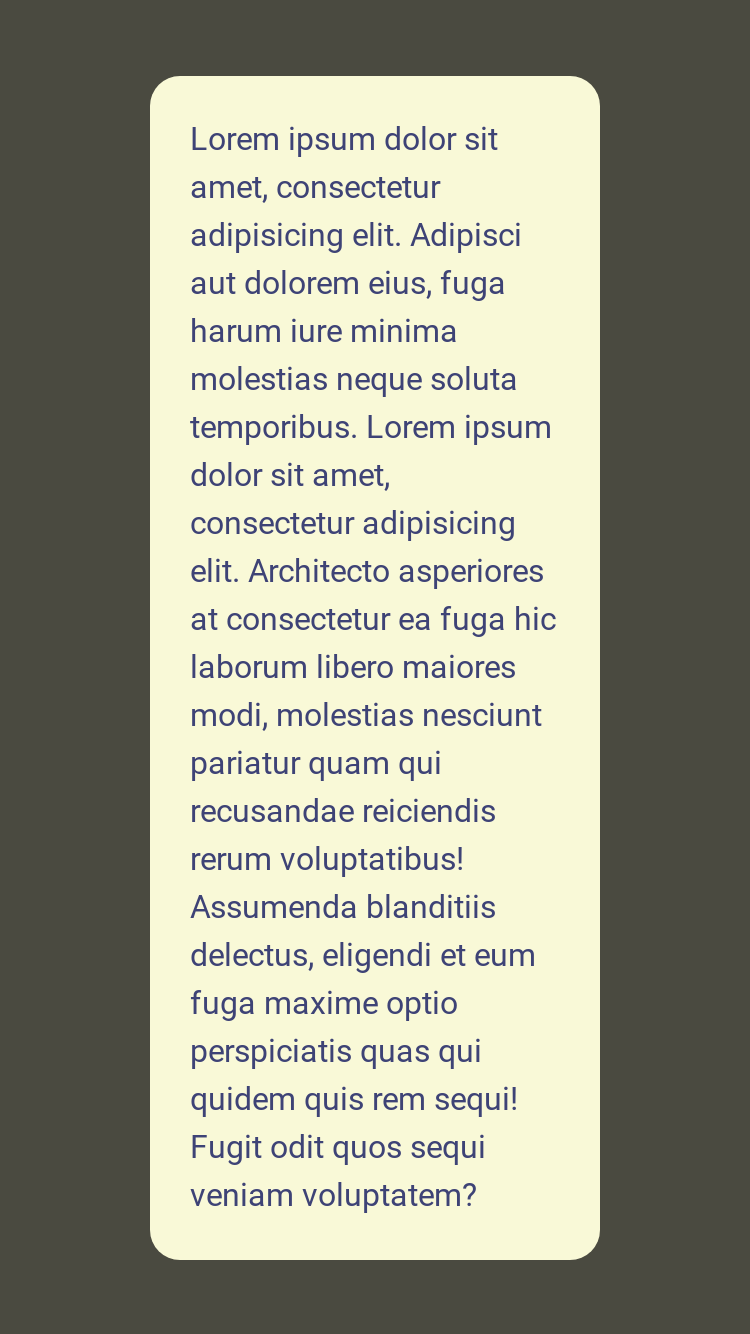 Lorem ipsum dolor sit
amet, consectetur
adipisicing elit. Adipisci
aut dolorem eius, fuga
harum iure minima
molestias neque soluta
temporibus. Lorem ipsum
dolor sit amet,
consectetur adipisicing
elit. Architecto asperiores
at consectetur ea fuga hic
laborum libero maiores
modi, molestias nesciunt
pariatur quam qui
recusandae reiciendis
rerum voluptatibus!
Assumenda blanditiis
delectus, eligendi et eum
fuga maxime optio
perspiciatis quas qui
quidem quis rem sequi!
Fugit odit quos sequi
veniam voluptatem?